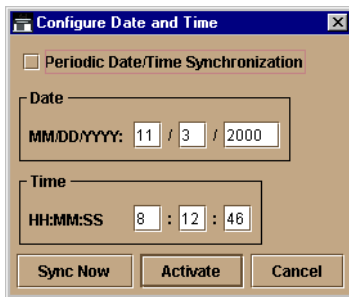 Configure Date and Time
Periodic Date/Time Synchronization
Date
MM/DD/YYYY: 11 / 3 / 2000
Time
HH:MM:SS 8 : 12 : 46
Sync Now Activate Cancel